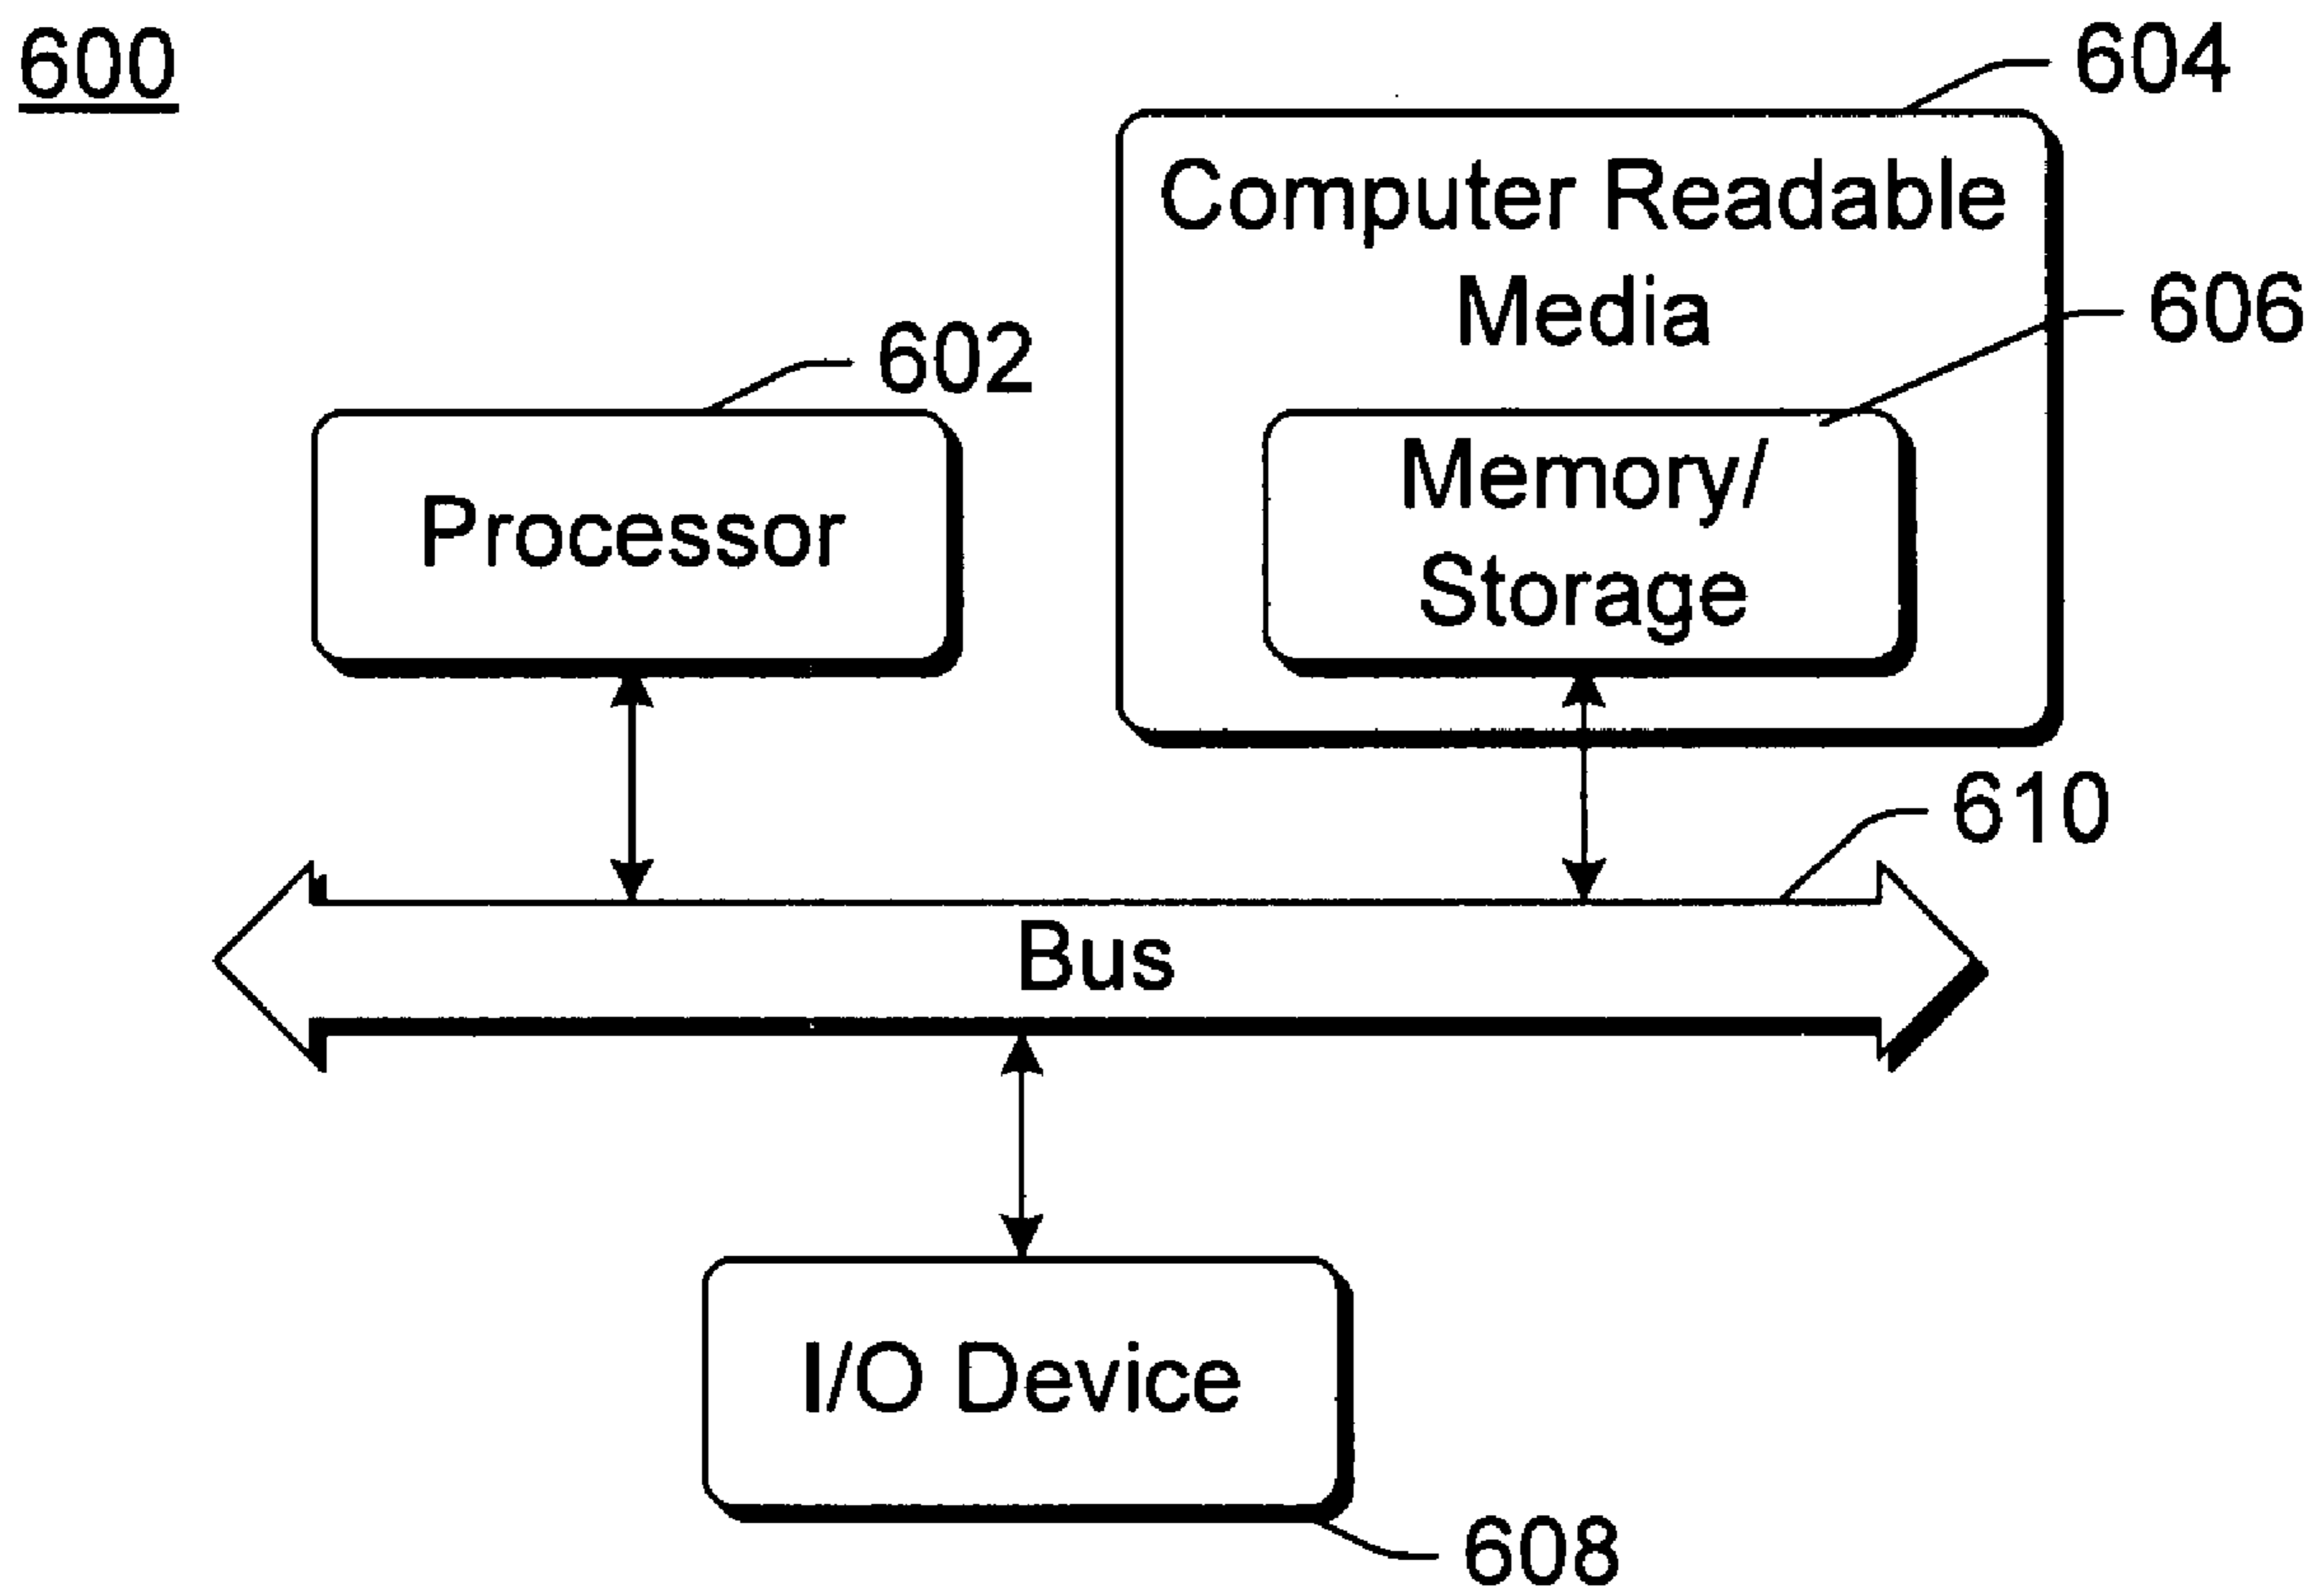 600
604
Computer Readable
Media
606
602
Memory/
Storage
Processor
610
Bus
I/O Device
608